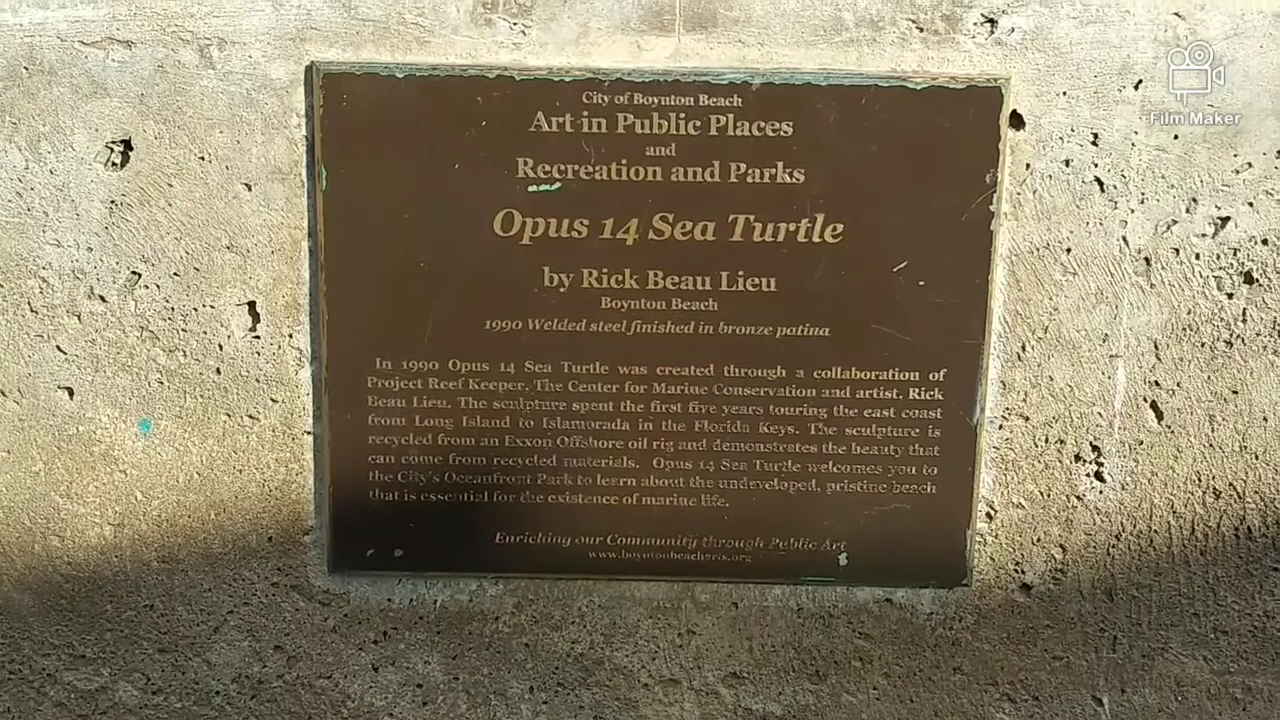 City of Boynton Beach
Art in Public Places
and
Recreation and Parks
Opus 14 Sea Turtle
by Rick Beau Lieu
Boynton Beach
1990 Welded steel finished in bronze patina
In 1990 Opus 14 Sea Turtle was created through a collaboration of
Project Reef Keeper, The Center for Marine Conservation and artist, Rick
Beau Lieu. The sculpture spent the first five years touring the east coast
from Long Island to Islamorada in the Florida Keys. The sculpture is
recycled from an Exxon Offshore oil rig and demonstrates the beauty that
can come from recycled materials. Opus 14 Sea Turtle welcomes you to
the City's Oceanfront Park to learn about the undeveloped, pristine beach
that is essential for the existence of marine life.
Enriching our Community through Public Art
www.boyntonbeacharts.org
Film Maker